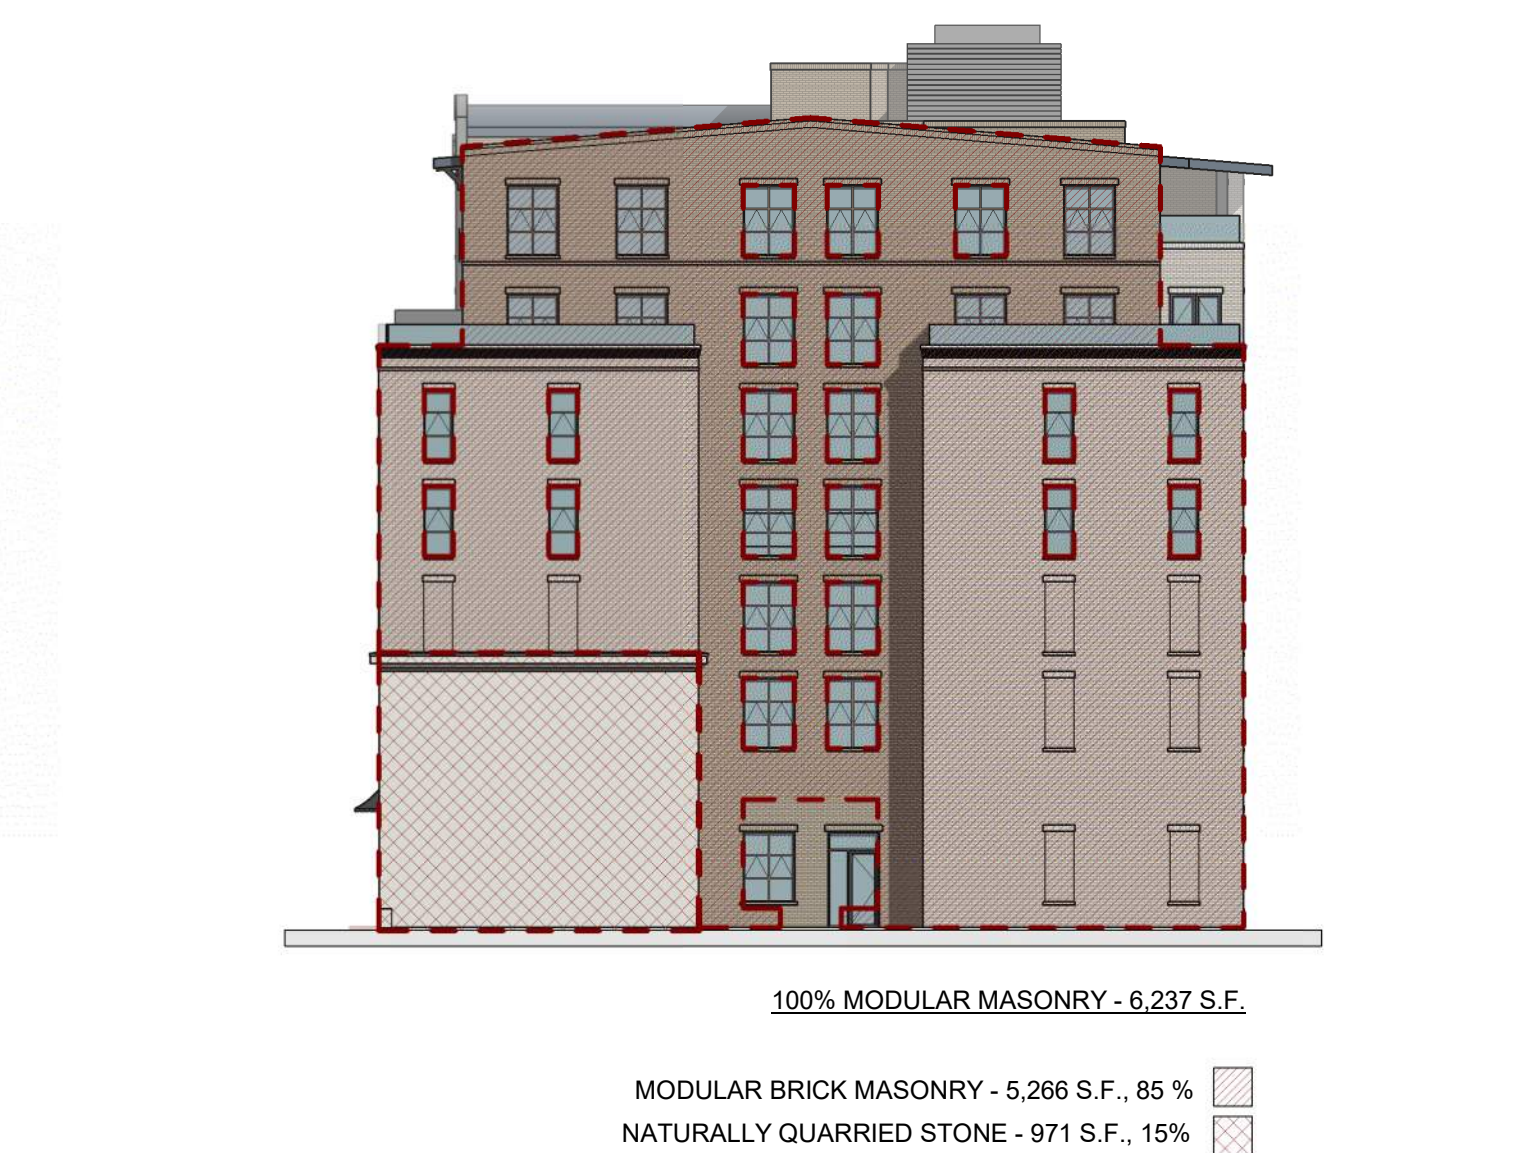 100% MODULAR MASONRY - 6,237 S.F.
MODULAR BRICK MASONRY - 5,266 S.F., 85 %
NATURALLY QUARRIED STONE - 971 S.F., 15%